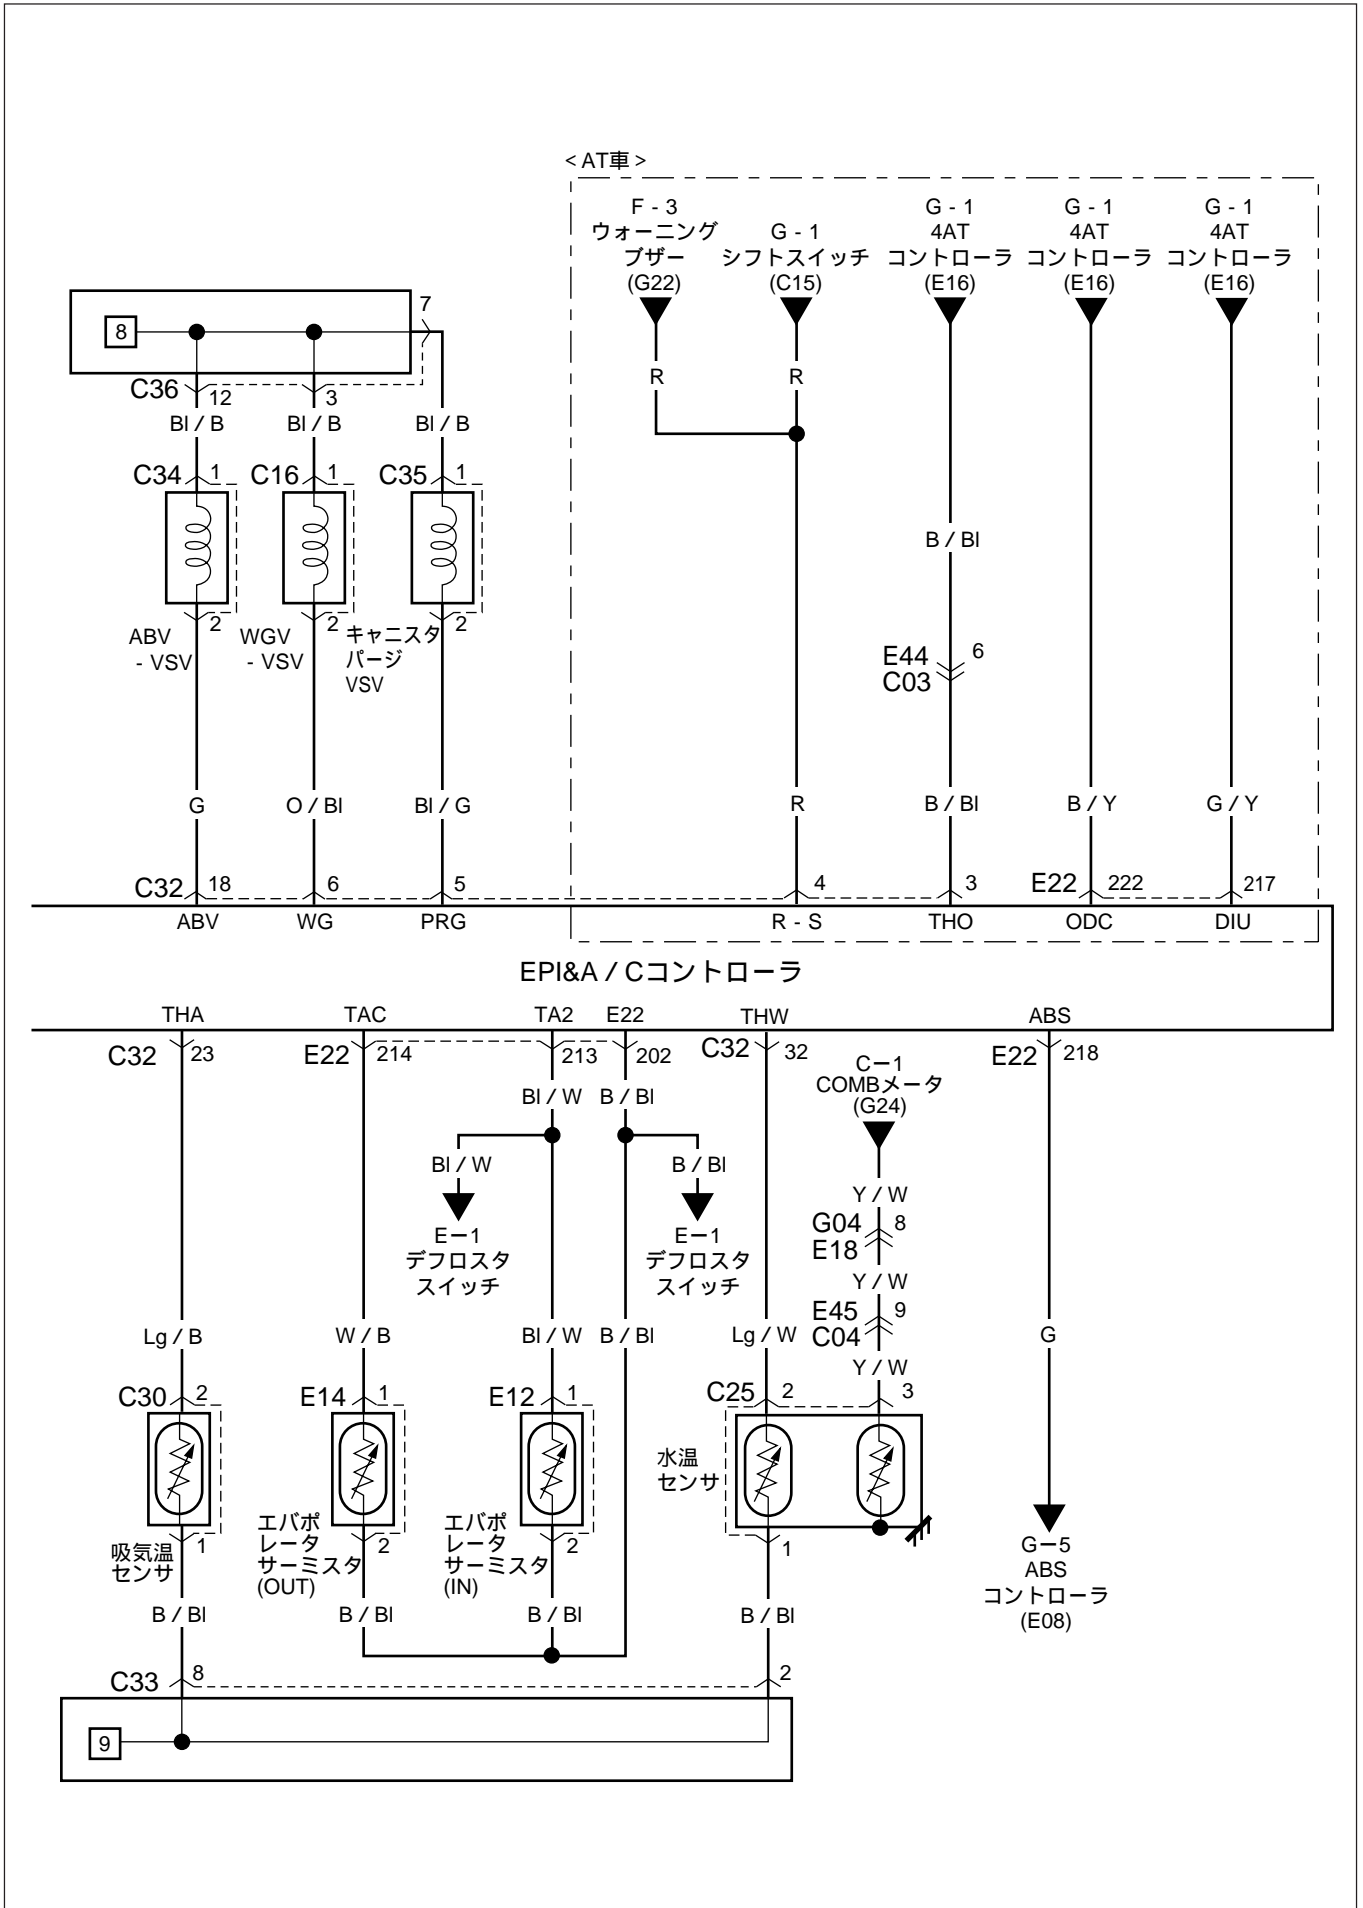 < AT車 >
F - 3
ウォーニング
ブザー
(G22)
G - 1
シフトスイッチ
(C15)
G - 1
4AT
コントローラ
(E16)
G - 1
4AT
コントローラ
(E16)
G - 1
4AT
コントローラ
(E16)
8
7
C36
12
3
Bl / B
Bl / B
Bl / B
R
R
C34
1
C16
1
C35
1
B / Bl
2
2
2
ABV
- VSV
WGV
- VSV
キャニスタ
パージ
VSV
E44
C03
6
G
O / Bl
Bl / G
R
B / Bl
B / Y
G / Y
C32
18
6
5
4
3
E22
222
217
ABV
WG
PRG
R - S
THO
ODC
DIU
EPI&A / Cコントローラ
THA
TAC
TA2
E22
THW
ABS
C32
23
E22
214
213
202
C32
32
E22
218
C－1
COMBメータ
(G24)
Bl / W
B / Bl
Bl / W
B / Bl
E－1
デフロスタ
スイッチ
E－1
デフロスタ
スイッチ
Y / W
G04
E18
8
Y / W
E45
C04
9
Y / W
Lg / B
W / B
Bl / W
B / Bl
Lg / W
G
C30
2
E14
1
E12
1
C25
2
3
水温
センサ
吸気温
センサ
1
エバポ
レータ
サーミスタ
(OUT)
2
エバポ
レータ
サーミスタ
(IN)
2
1
G－5
ABS
コントローラ
(E08)
B / Bl
B / Bl
B / Bl
B / Bl
C33
8
2
9